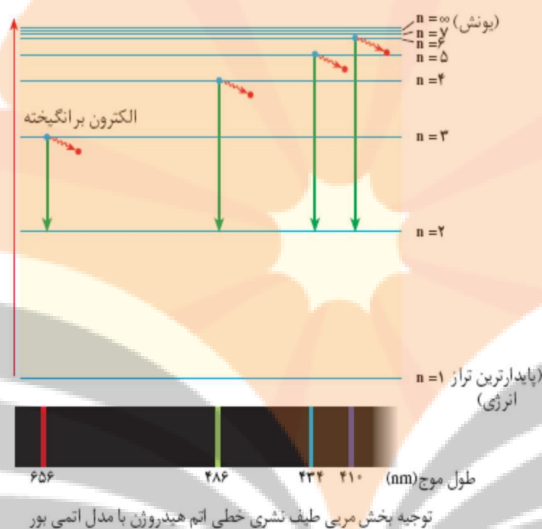 n = ∞ (یونش)
n = ۷
n = ۶
n = ۵
n = ۴
الکترون برانگیخته
n = ۳
n = ۲
n = ۱ (پایدارترین تراز
انرژی)
۶۵۶ ۴۸۶ ۴۳۴ ۴۱۰ طول موج (nm)
توجیه بخش مریی طیف نشری خطی اتم هیدروژن با مدل اتمی بور